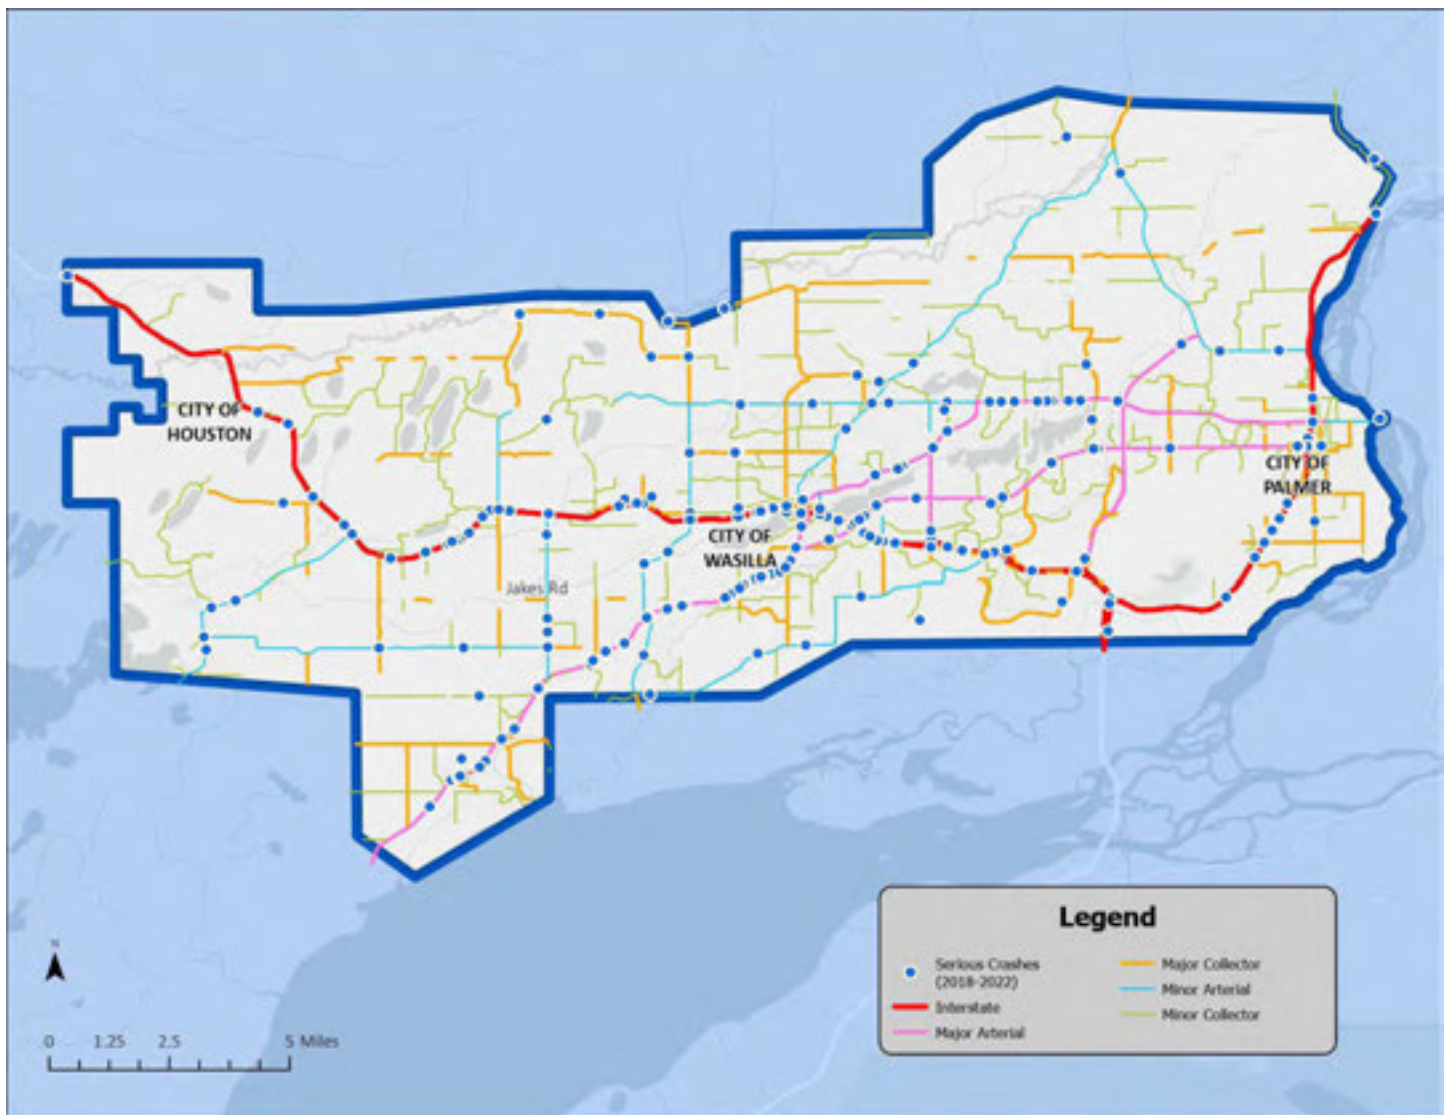 CITY OF
HOUSTON
CITY OF
PALMER
CITY OF
WASILLA
Jakes Rd
Legend
Serious Crashes
(2018-2022)
Interstate
Major Arterial
Major Collector
Minor Arterial
Minor Collector
N
0 1.25 2.5 5 Miles